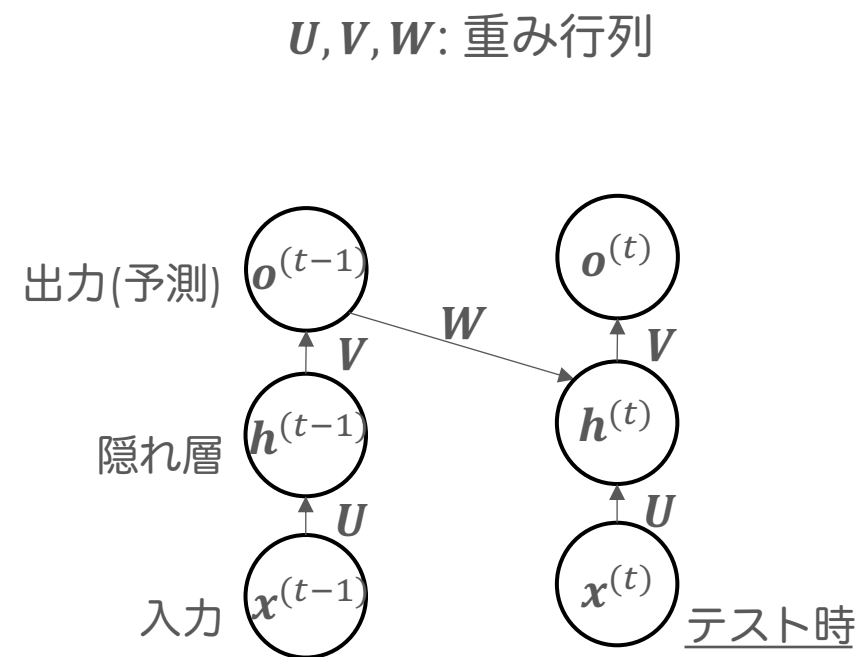 U, V, W: 重み行列
出力(予測)
o^(t−1)
o^(t)
W
V
V
隠れ層
h^(t−1)
h^(t)
U
U
入力
x^(t−1)
x^(t)
テスト時